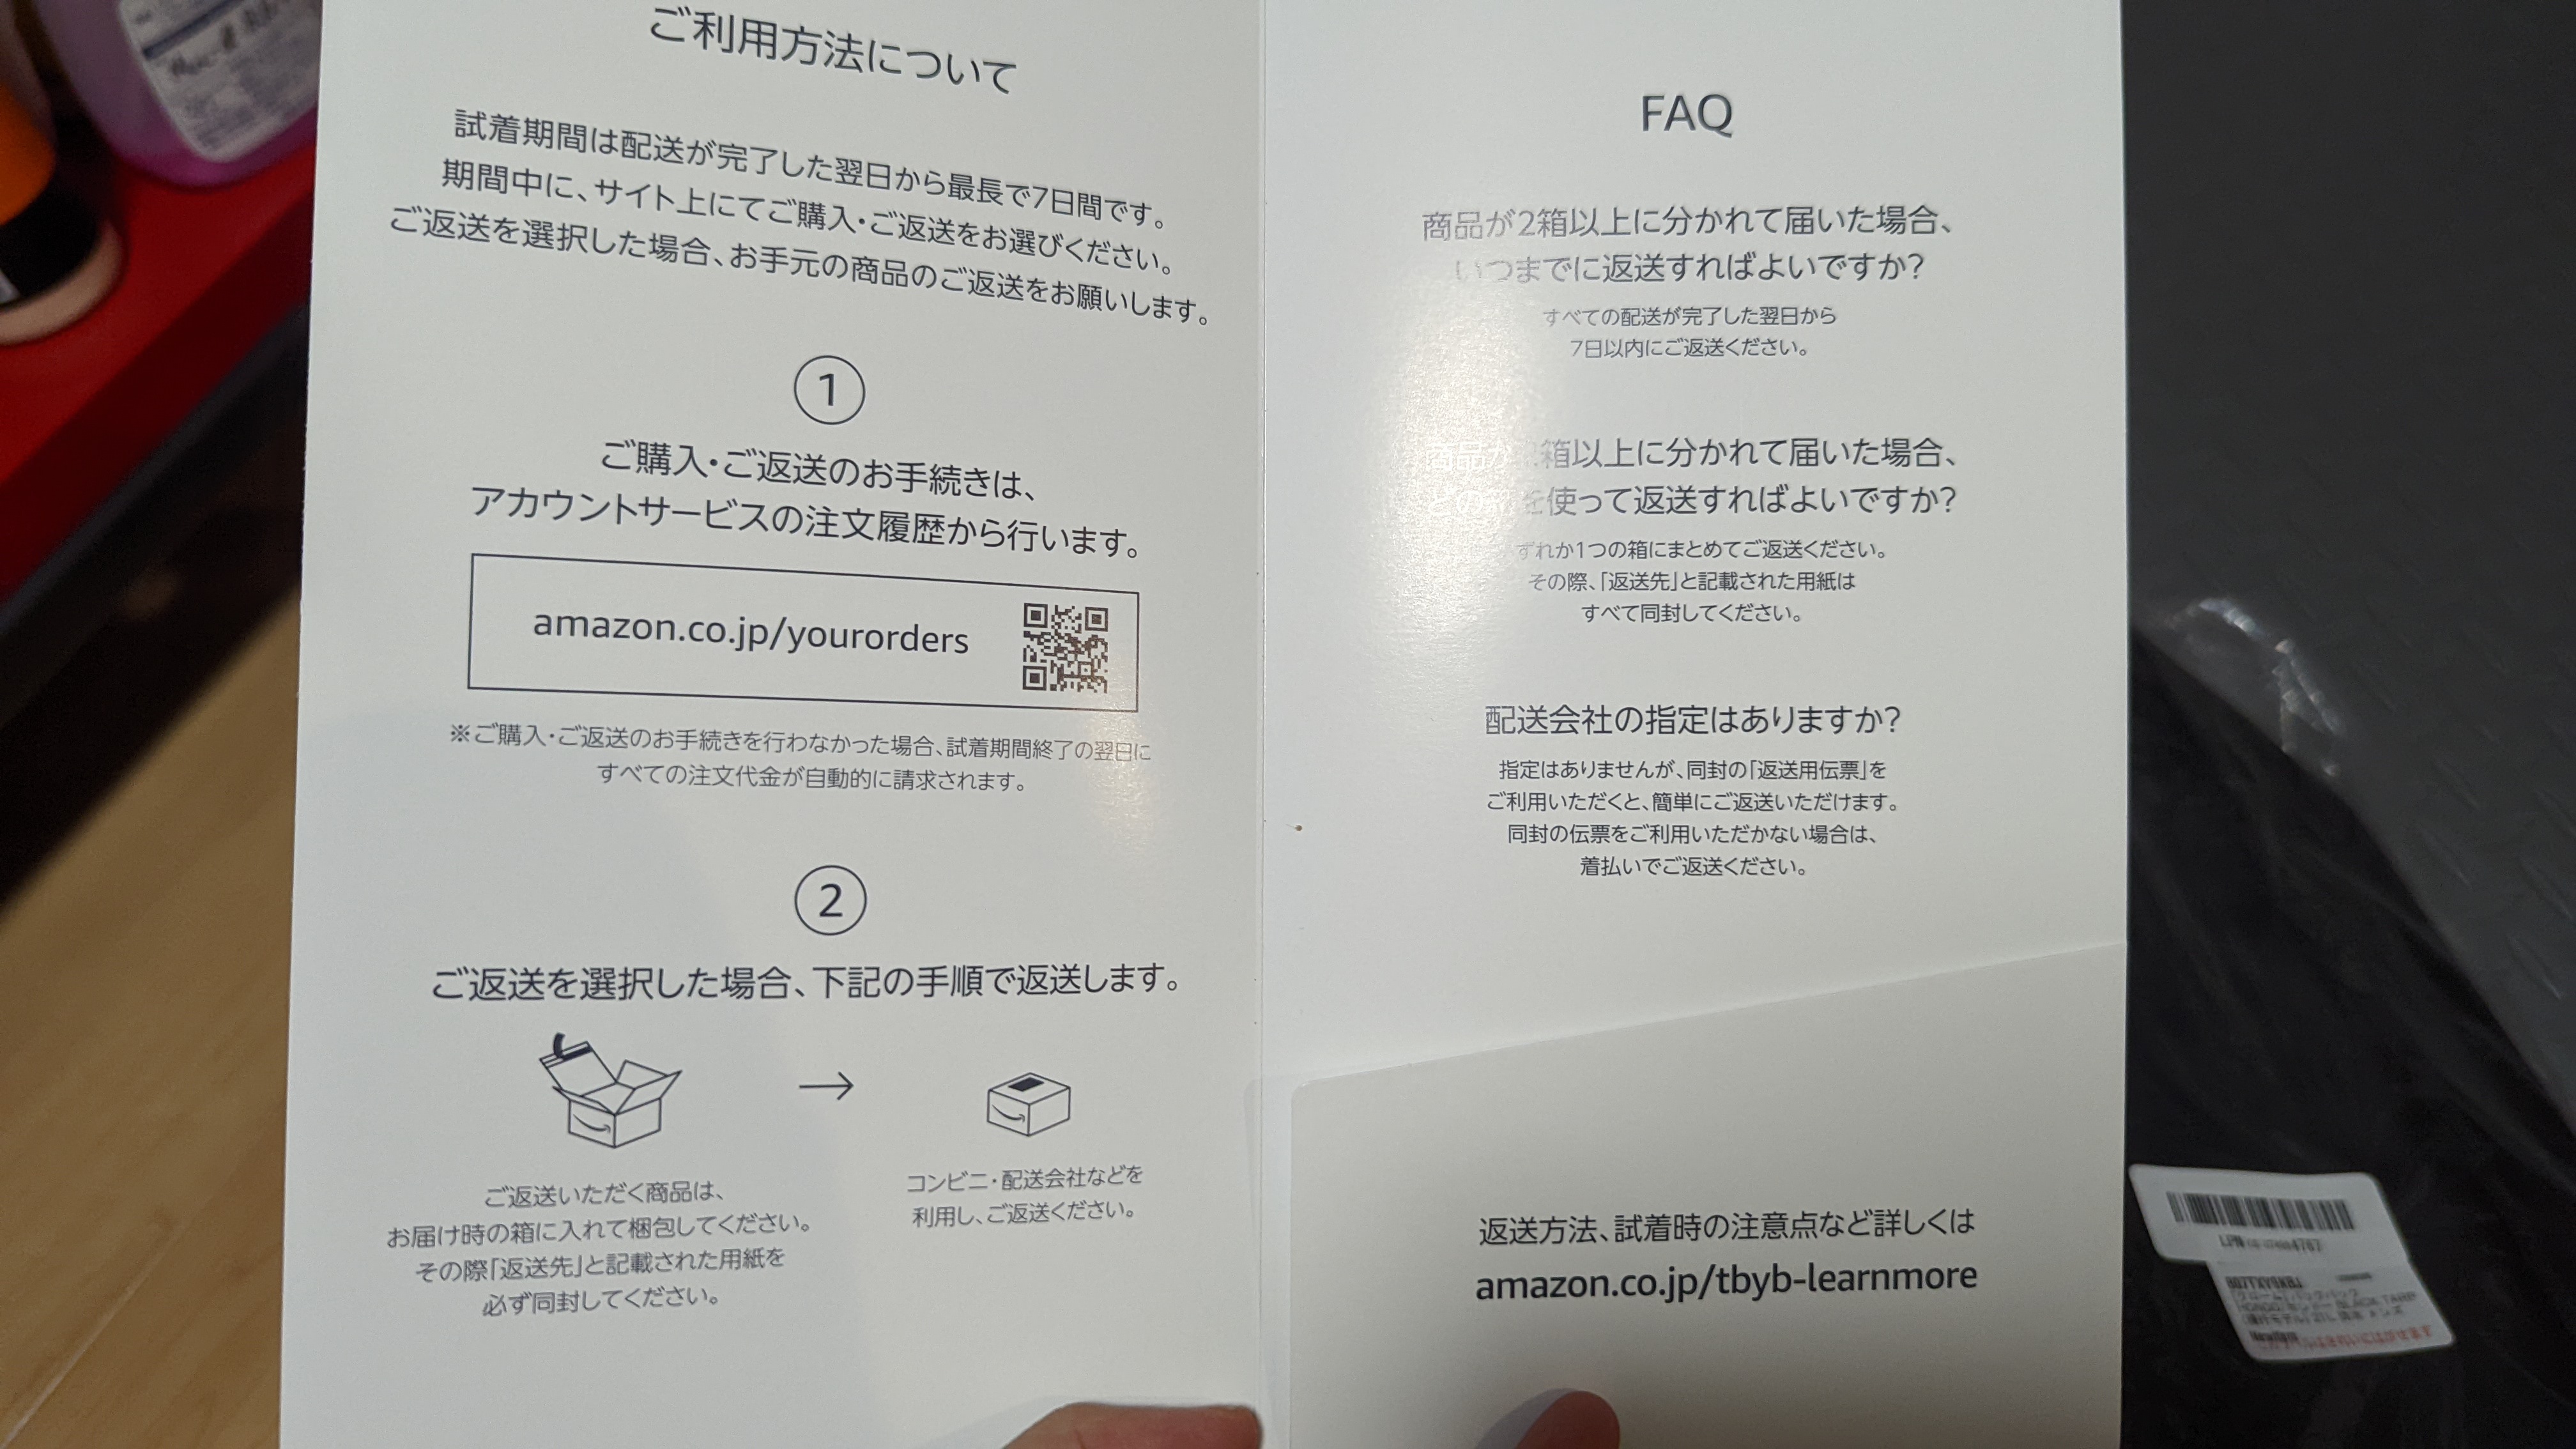 ご利用方法について
試着期間は配送が完了した翌日から最長で7日間です。
期間中に、サイト上にてご購入・ご返送をお選びください。
ご返送を選択した場合、お手元の商品のご返送をお願いします。
1
ご購入・ご返送のお手続きは、
アカウントサービスの注文履歴から行います。
amazon.co.jp/yourorders
※ご購入・ご返送のお手続きを行わなかった場合、試着期間終了の翌日に
すべての注文代金が自動的に請求されます。
2
ご返送を選択した場合、下記の手順で返送します。
ご返送いただく商品は、
お届け時の箱に入れて梱包してください。
その際「返送先」と記載された用紙を
必ず同封してください。
コンビニ・配送会社などを
利用し、ご返送ください。
FAQ
商品が2箱以上に分かれて届いた場合、
いつまでに返送すればよいですか?
すべての配送が完了した翌日から
7日以内にご返送ください。
商品が 箱以上に分かれて届いた場合、
どの を使って返送すればよいですか?
ずれか1つの箱にまとめてご返送ください。
その際、「返送先」と記載された用紙は
すべて同封してください。
配送会社の指定はありますか?
指定はありませんが、同封の「返送用伝票」を
ご利用いただくと、簡単にご返送いただけます。
同封の伝票をご利用いただかない場合は、
着払いでご返送ください。
返送方法、試着時の注意点など詳しくは
amazon.co.jp/tbyb-learnmore